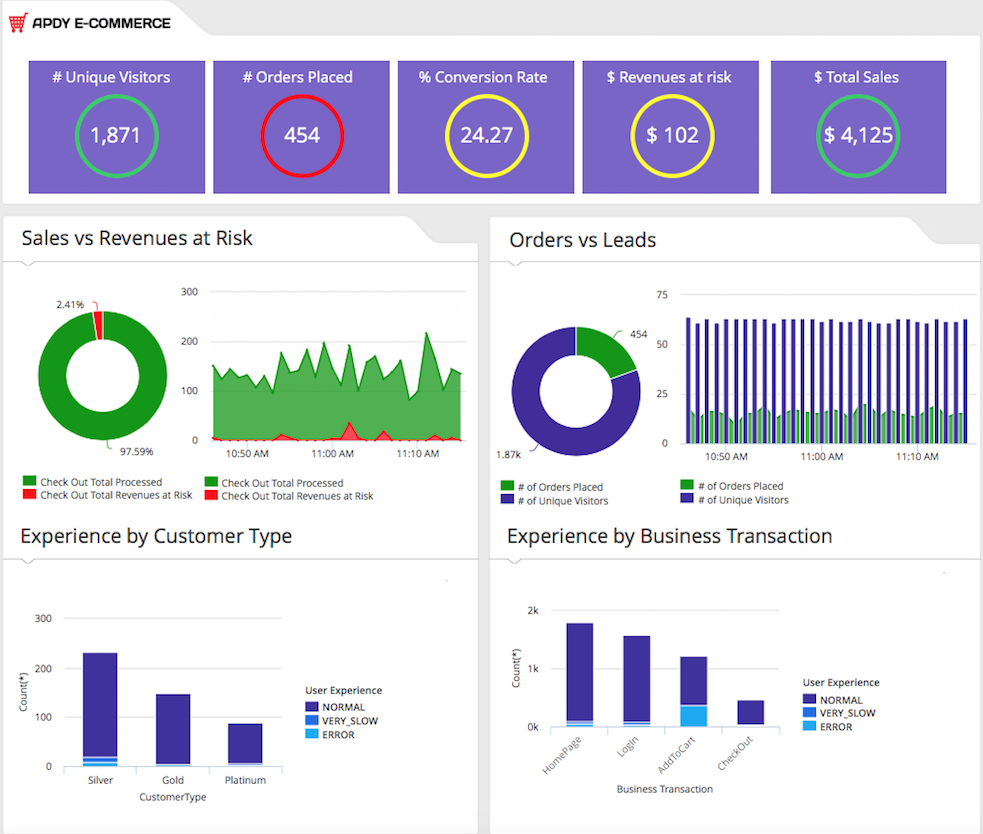 APDY E-COMMERCE
# Unique Visitors
# Orders Placed
% Conversion Rate
$ Revenues at risk
$ Total Sales
1,871
454
24.27
$ 102
$ 4,125
Sales vs Revenues at Risk
2.41%
97.59%
300
200
100
0
10:50 AM
11:00 AM
11:10 AM
Check Out Total Processed
Check Out Total Revenues at Risk
Check Out Total Processed
Check Out Total Revenues at Risk
Orders vs Leads
454
1.87k
75
50
25
0
10:50 AM
11:00 AM
11:10 AM
# of Orders Placed
# of Unique Visitors
# of Orders Placed
# of Unique Visitors
Experience by Customer Type
Count(*)
300
200
100
0
Silver
Gold
Platinum
CustomerType
User Experience
NORMAL
VERY_SLOW
ERROR
Experience by Business Transaction
Count(*)
2k
1k
0k
HomePage
LogIn
AddToCart
CheckOut
Business Transaction
User Experience
NORMAL
VERY_SLOW
ERROR